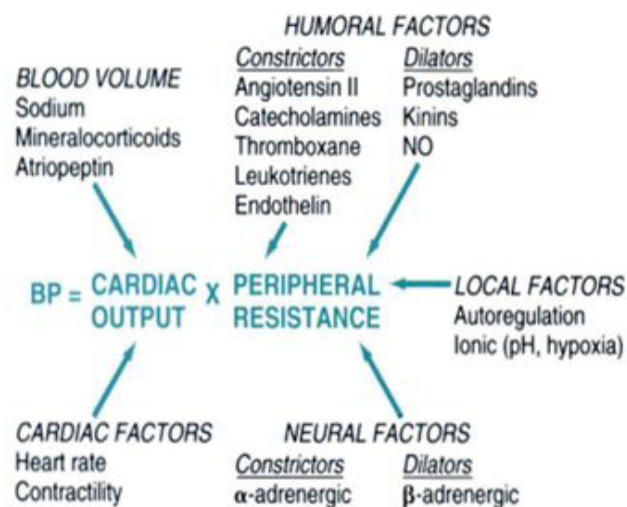 HUMORAL FACTORS
Constrictors Dilators
Angiotensin II Prostaglandins
Catecholamines Kinins
Thromboxane NO
Leukotrienes
Endothelin
BLOOD VOLUME
Sodium
Mineralocorticoids
Atriopeptin
BP = CARDIAC X PERIPHERAL
OUTPUT RESISTANCE
LOCAL FACTORS
Autoregulation
Ionic (pH, hypoxia)
CARDIAC FACTORS
Heart rate
Contractility
NEURAL FACTORS
Constrictors Dilators
α-adrenergic β-adrenergic